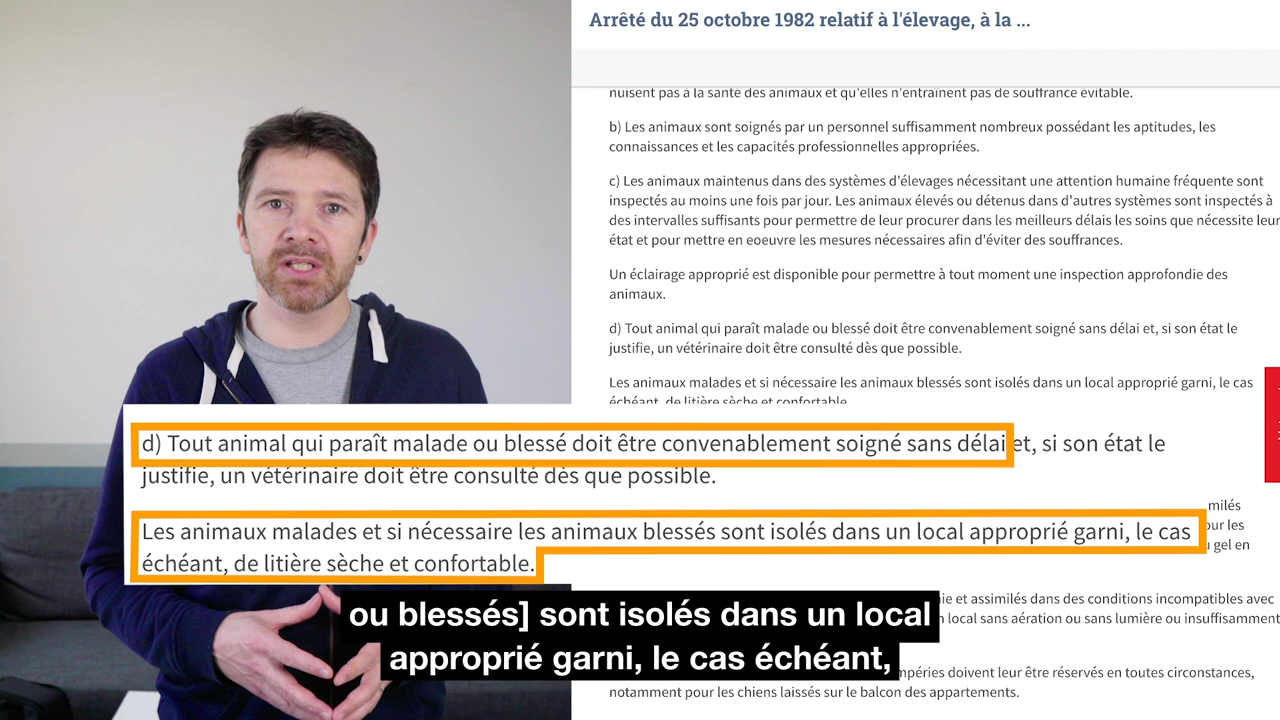 Arrêté du 25 octobre 1982 relatif à l'élevage, à la ...
nuisent pas à la santé des animaux et qu'elles n'entraînent pas de souffrance évitable.
b) Les animaux sont soignés par un personnel suffisamment nombreux possédant les aptitudes, les
connaissances et les capacités professionnelles appropriées.
c) Les animaux maintenus dans des systèmes d'élevages nécessitant une attention humaine fréquente sont
inspectés au moins une fois par jour. Les animaux élevés ou détenus dans d'autres systèmes sont inspectés à
des intervalles suffisants pour permettre de leur procurer dans les meilleurs délais les soins que nécessite leur
état et pour mettre en eoeuvre les mesures nécessaires afin d'éviter des souffrances.
Un éclairage approprié est disponible pour permettre à tout moment une inspection approfondie des
animaux.
d) Tout animal qui paraît malade ou blessé doit être convenablement soigné sans délai et, si son état le
justifie, un vétérinaire doit être consulté dès que possible.
Les animaux malades et si nécessaire les animaux blessés sont isolés dans un local approprié garni, le cas
échéant, de litière sèche et confortable.
d) Tout animal qui paraît malade ou blessé doit être convenablement soigné sans délai et, si son état le
justifie, un vétérinaire doit être consulté dès que possible.
Les animaux malades et si nécessaire les animaux blessés sont isolés dans un local approprié garni, le cas
échéant, de litière sèche et confortable.
milés
our les
gel en
nie et assimilés dans des conditions incompatibles avec
local sans aération ou sans lumière ou insuffisamment
mpéries doivent leur être réservés en toutes circonstances,
notamment pour les chiens laissés sur le balcon des appartements.
ou blessés] sont isolés dans un local
approprié garni, le cas échéant,